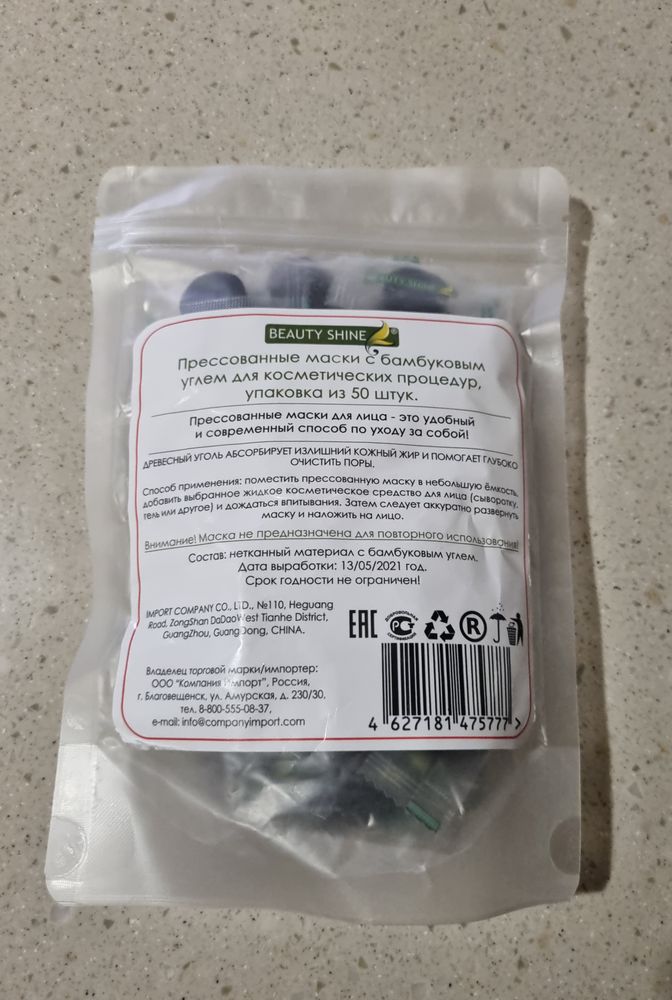 BEAUTY SHINE ®
Прессованные маски с бамбуковым
углем для косметических процедур,
упаковка из 50 штук.
Прессованные маски для лица - это удобный
и современный способ по уходу за собой!
ДРЕВЕСНЫЙ УГОЛЬ АБСОРБИРУЕТ ИЗЛИШНИЙ КОЖНЫЙ ЖИР И ПОМОГАЕТ ГЛУБОКО
ОЧИСТИТЬ ПОРЫ.
Способ применения: поместить прессованную маску в небольшую ёмкость,
добавить выбранное жидкое косметическое средство для лица (сыворотку,
гель или другое) и дождаться впитывания. Затем следует аккуратно развернуть
маску и наложить на лицо.
Внимание! Маска не предназначена для повторного использования!
Состав: нетканный материал с бамбуковым углем.
Дата выработки: 13/05/2021 год.
Срок годности не ограничен!
IMPORT COMPANY CO., LTD., №110, Heguang
Road, ZongShan DaDaoWest Tianhe District,
GuangZhou, GuangDong, CHINA.
EAC
ДОБРОВОЛЬНАЯ
СЕРТИФИКАЦИЯ
®
Владелец торговой марки/импортер:
ООО "Компания Импорт", Россия,
г. Благовещенск, ул. Амурская, д. 230/30,
тел. 8-800-555-08-37,
e-mail: info@companyimport.com
4 627181 475777 >